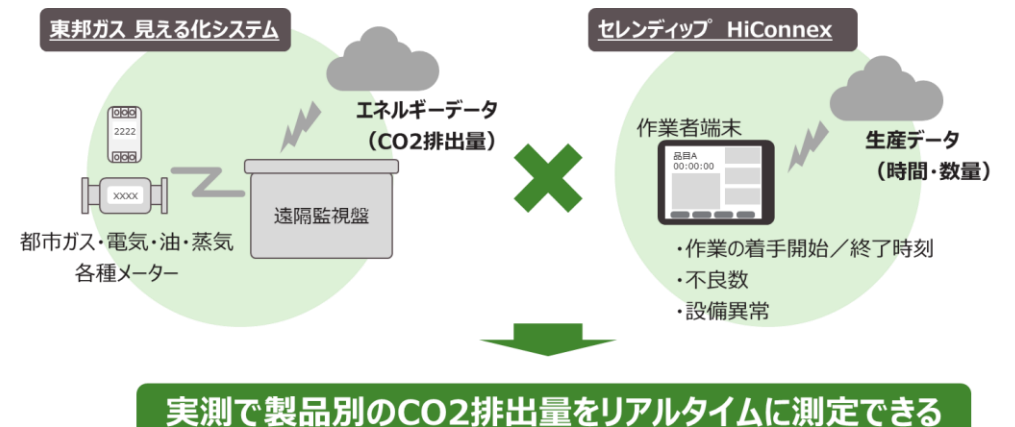 東邦ガス 見える化システム
エネルギーデータ
（CO2排出量）
2222
xxxx
遠隔監視盤
都市ガス・電気・油・蒸気
各種メーター
セレンディップ HiConnex
作業者端末
品目A
00:00:00
生産データ
（時間・数量）
・作業の着手開始／終了時刻
・不良数
・設備異常
実測で製品別のCO2排出量をリアルタイムに測定できる